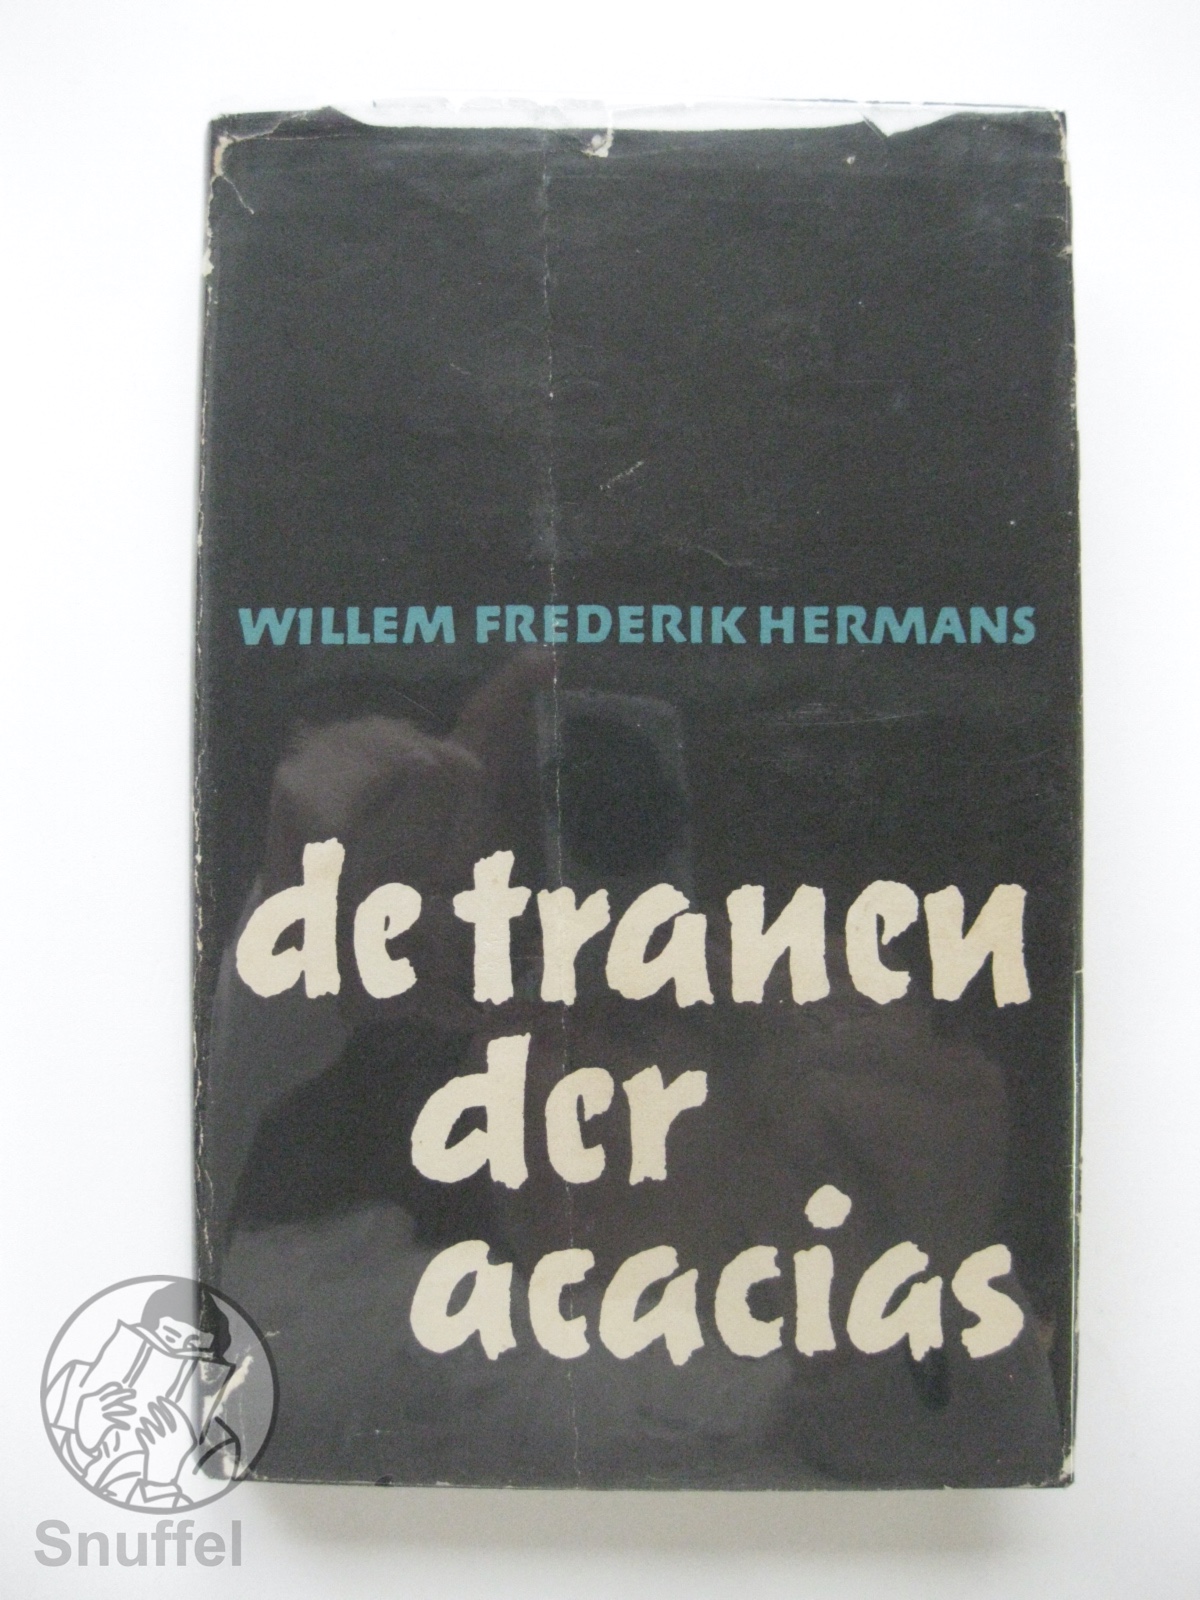 WILLEM FREDERIK HERMANS
de tranen
der
acacias
Snuffel